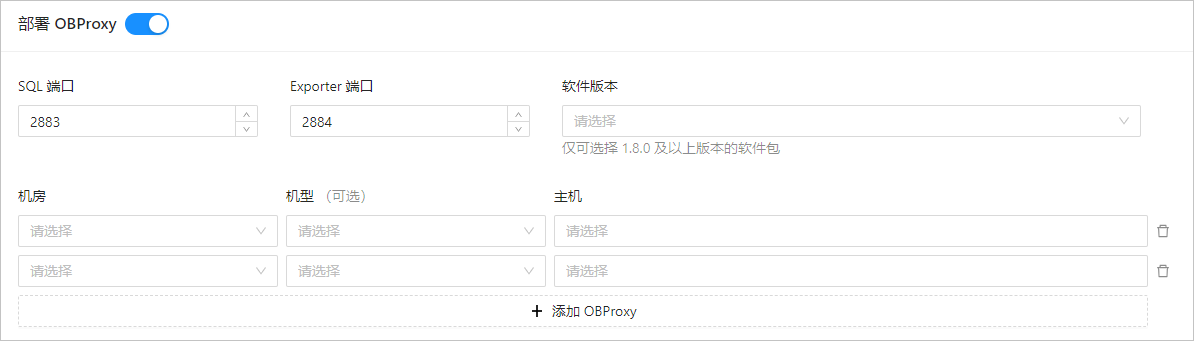 部署 OBProxy
SQL 端口 Exporter 端口 软件版本
2883 2884 请选择
仅可选择 1.8.0 及以上版本的软件包
机房 机型 （可选） 主机
请选择 请选择 请选择
请选择 请选择 请选择
+ 添加 OBProxy